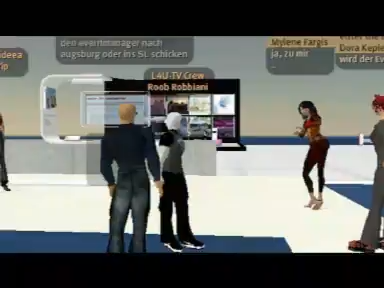 den eventmanager nach
augsburg oder ins SL schicken
L4U-TV Crew
Roob Robbiani
Mylene Fargis
ja, zu mir
Dora Keple
wird der Ev